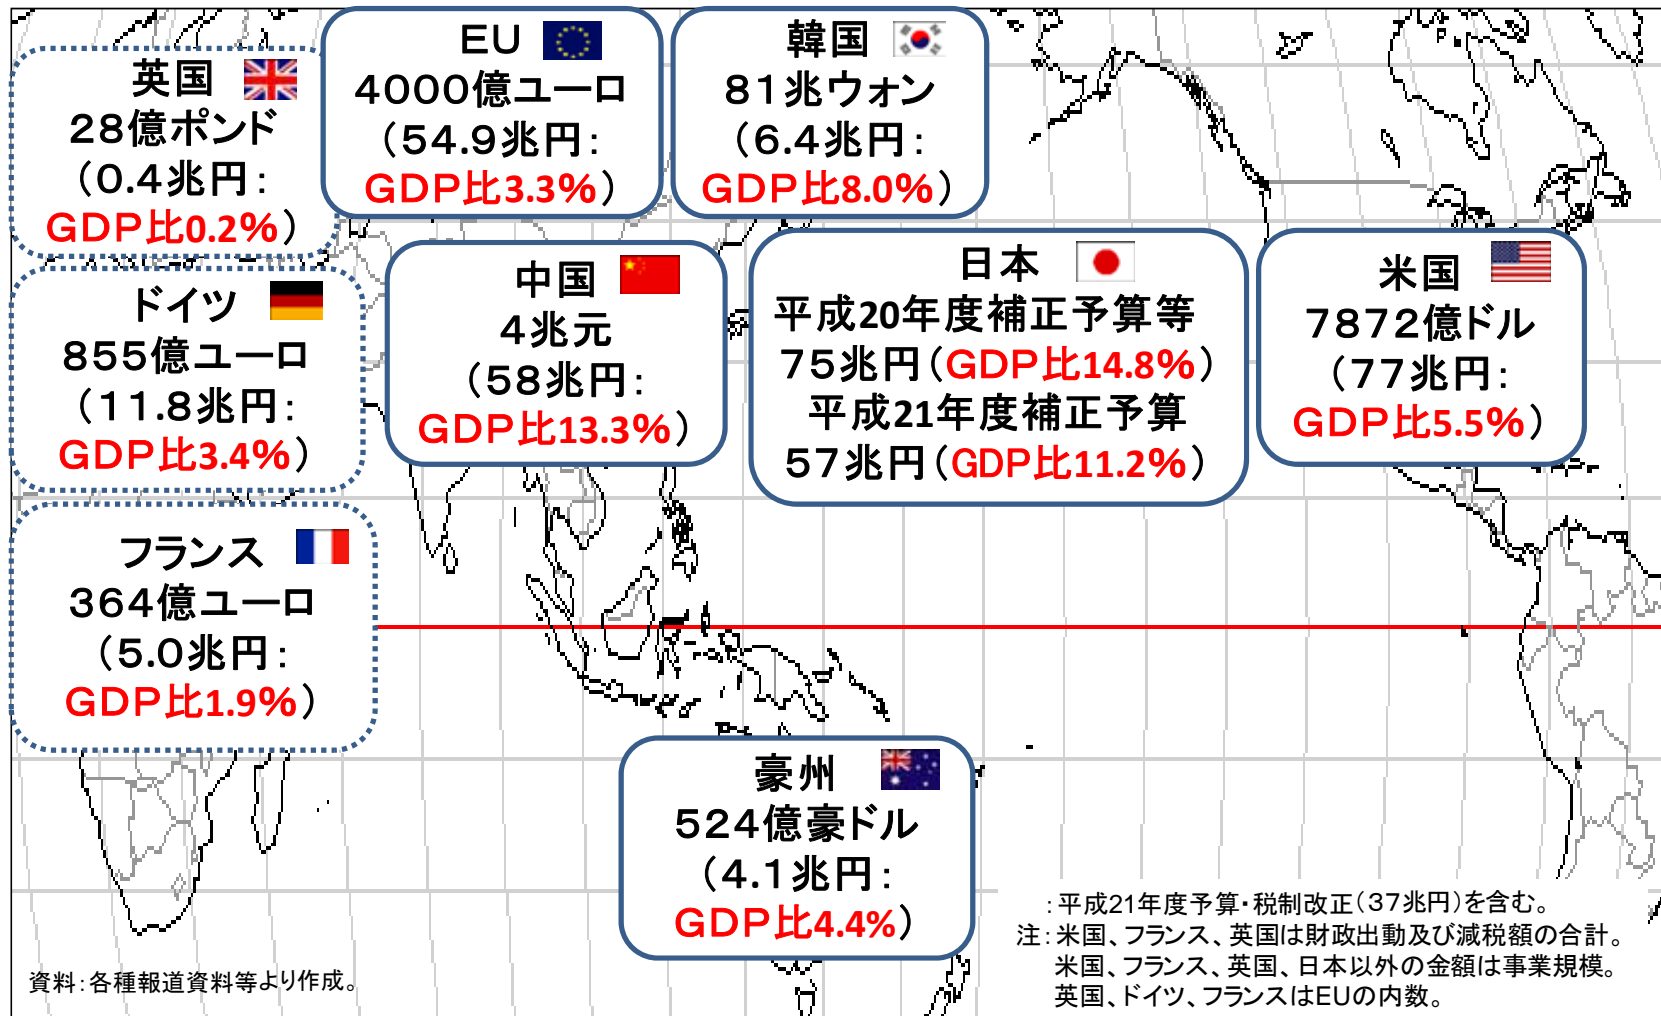 英国
28億ポンド
（0.4兆円：
ＧＤＰ比0.2%）
ＥＵ
4000億ユーロ
（54.9兆円：
ＧＤＰ比3.3%）
韓国
81兆ウォン
（6.4兆円：
ＧＤＰ比8.0%）
ドイツ
855億ユーロ
（11.8兆円：
ＧＤＰ比3.4%）
中国
4兆元
（58兆円：
ＧＤＰ比13.3%）
日本
平成20年度補正予算等
75兆円（GDP比14.8%）
平成21年度補正予算
57兆円（GDP比11.2%）
米国
7872億ドル
（77兆円：
ＧＤＰ比5.5%）
フランス
364億ユーロ
（5.0兆円：
ＧＤＰ比1.9%）
豪州
524億豪ドル
（4.1兆円：
ＧＤＰ比4.4%）
：平成21年度予算・税制改正（37兆円）を含む。
注：米国、フランス、英国は財政出動及び減税額の合計。
米国、フランス、英国、日本以外の金額は事業規模。
英国、ドイツ、フランスはEUの内数。
資料：各種報道資料等より作成。